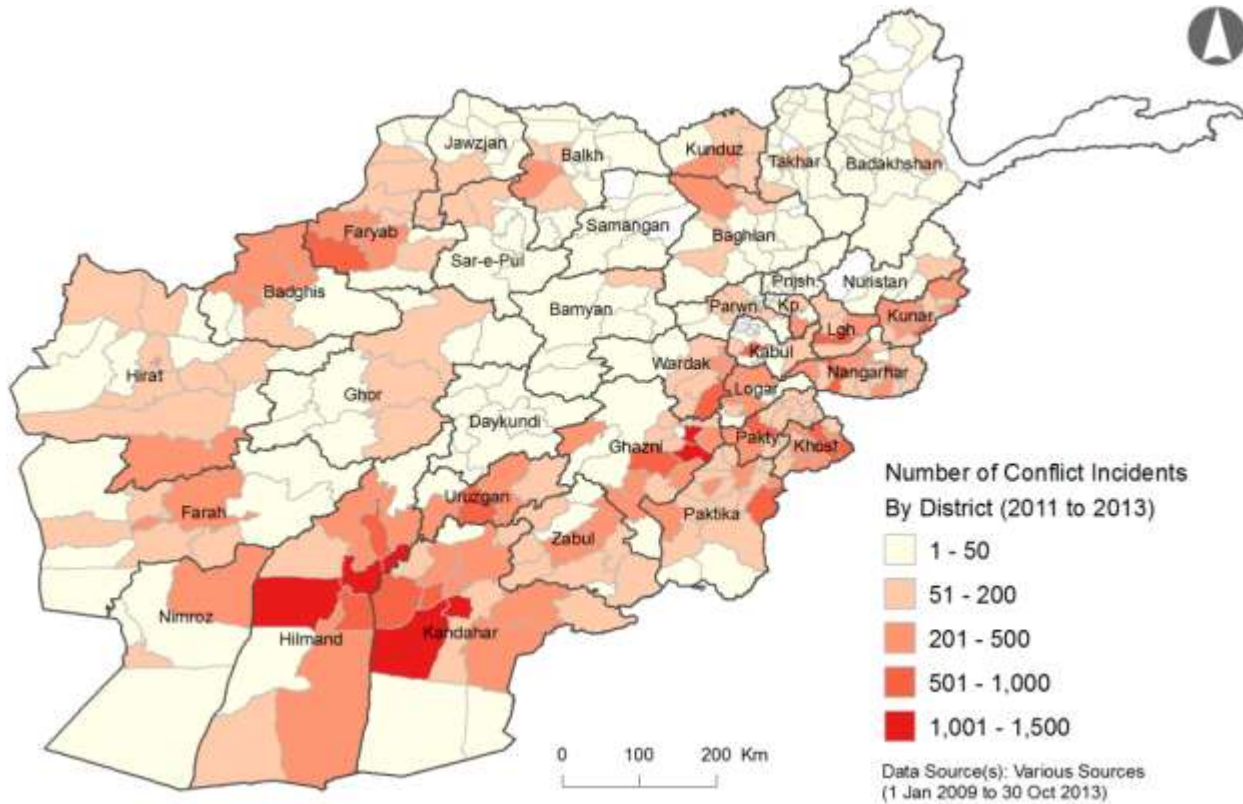 Jawzjan
Balkh
Kunduz
Takhar
Badakhshan
Faryab
Samangan
Baghlan
Sar-e-Pul
Badghis
Bamyan
Prijsh.
Nuristan
Parwn.
Kp.
Lgh.
Kunar
Hirat
Ghor
Wardak
Kabul
Nangarhar
Logar
Daykundi
Ghazni
Pakty
Khost
Uruzgan
Paktika
Farah
Zabul
Nimroz
Hilmand
Kandahar
Number of Conflict Incidents
By District (2011 to 2013)
1 - 50
51 - 200
201 - 500
501 - 1,000
1,001 - 1,500
0 100 200 Km
Data Source(s): Various Sources
(1 Jan 2009 to 30 Oct 2013)